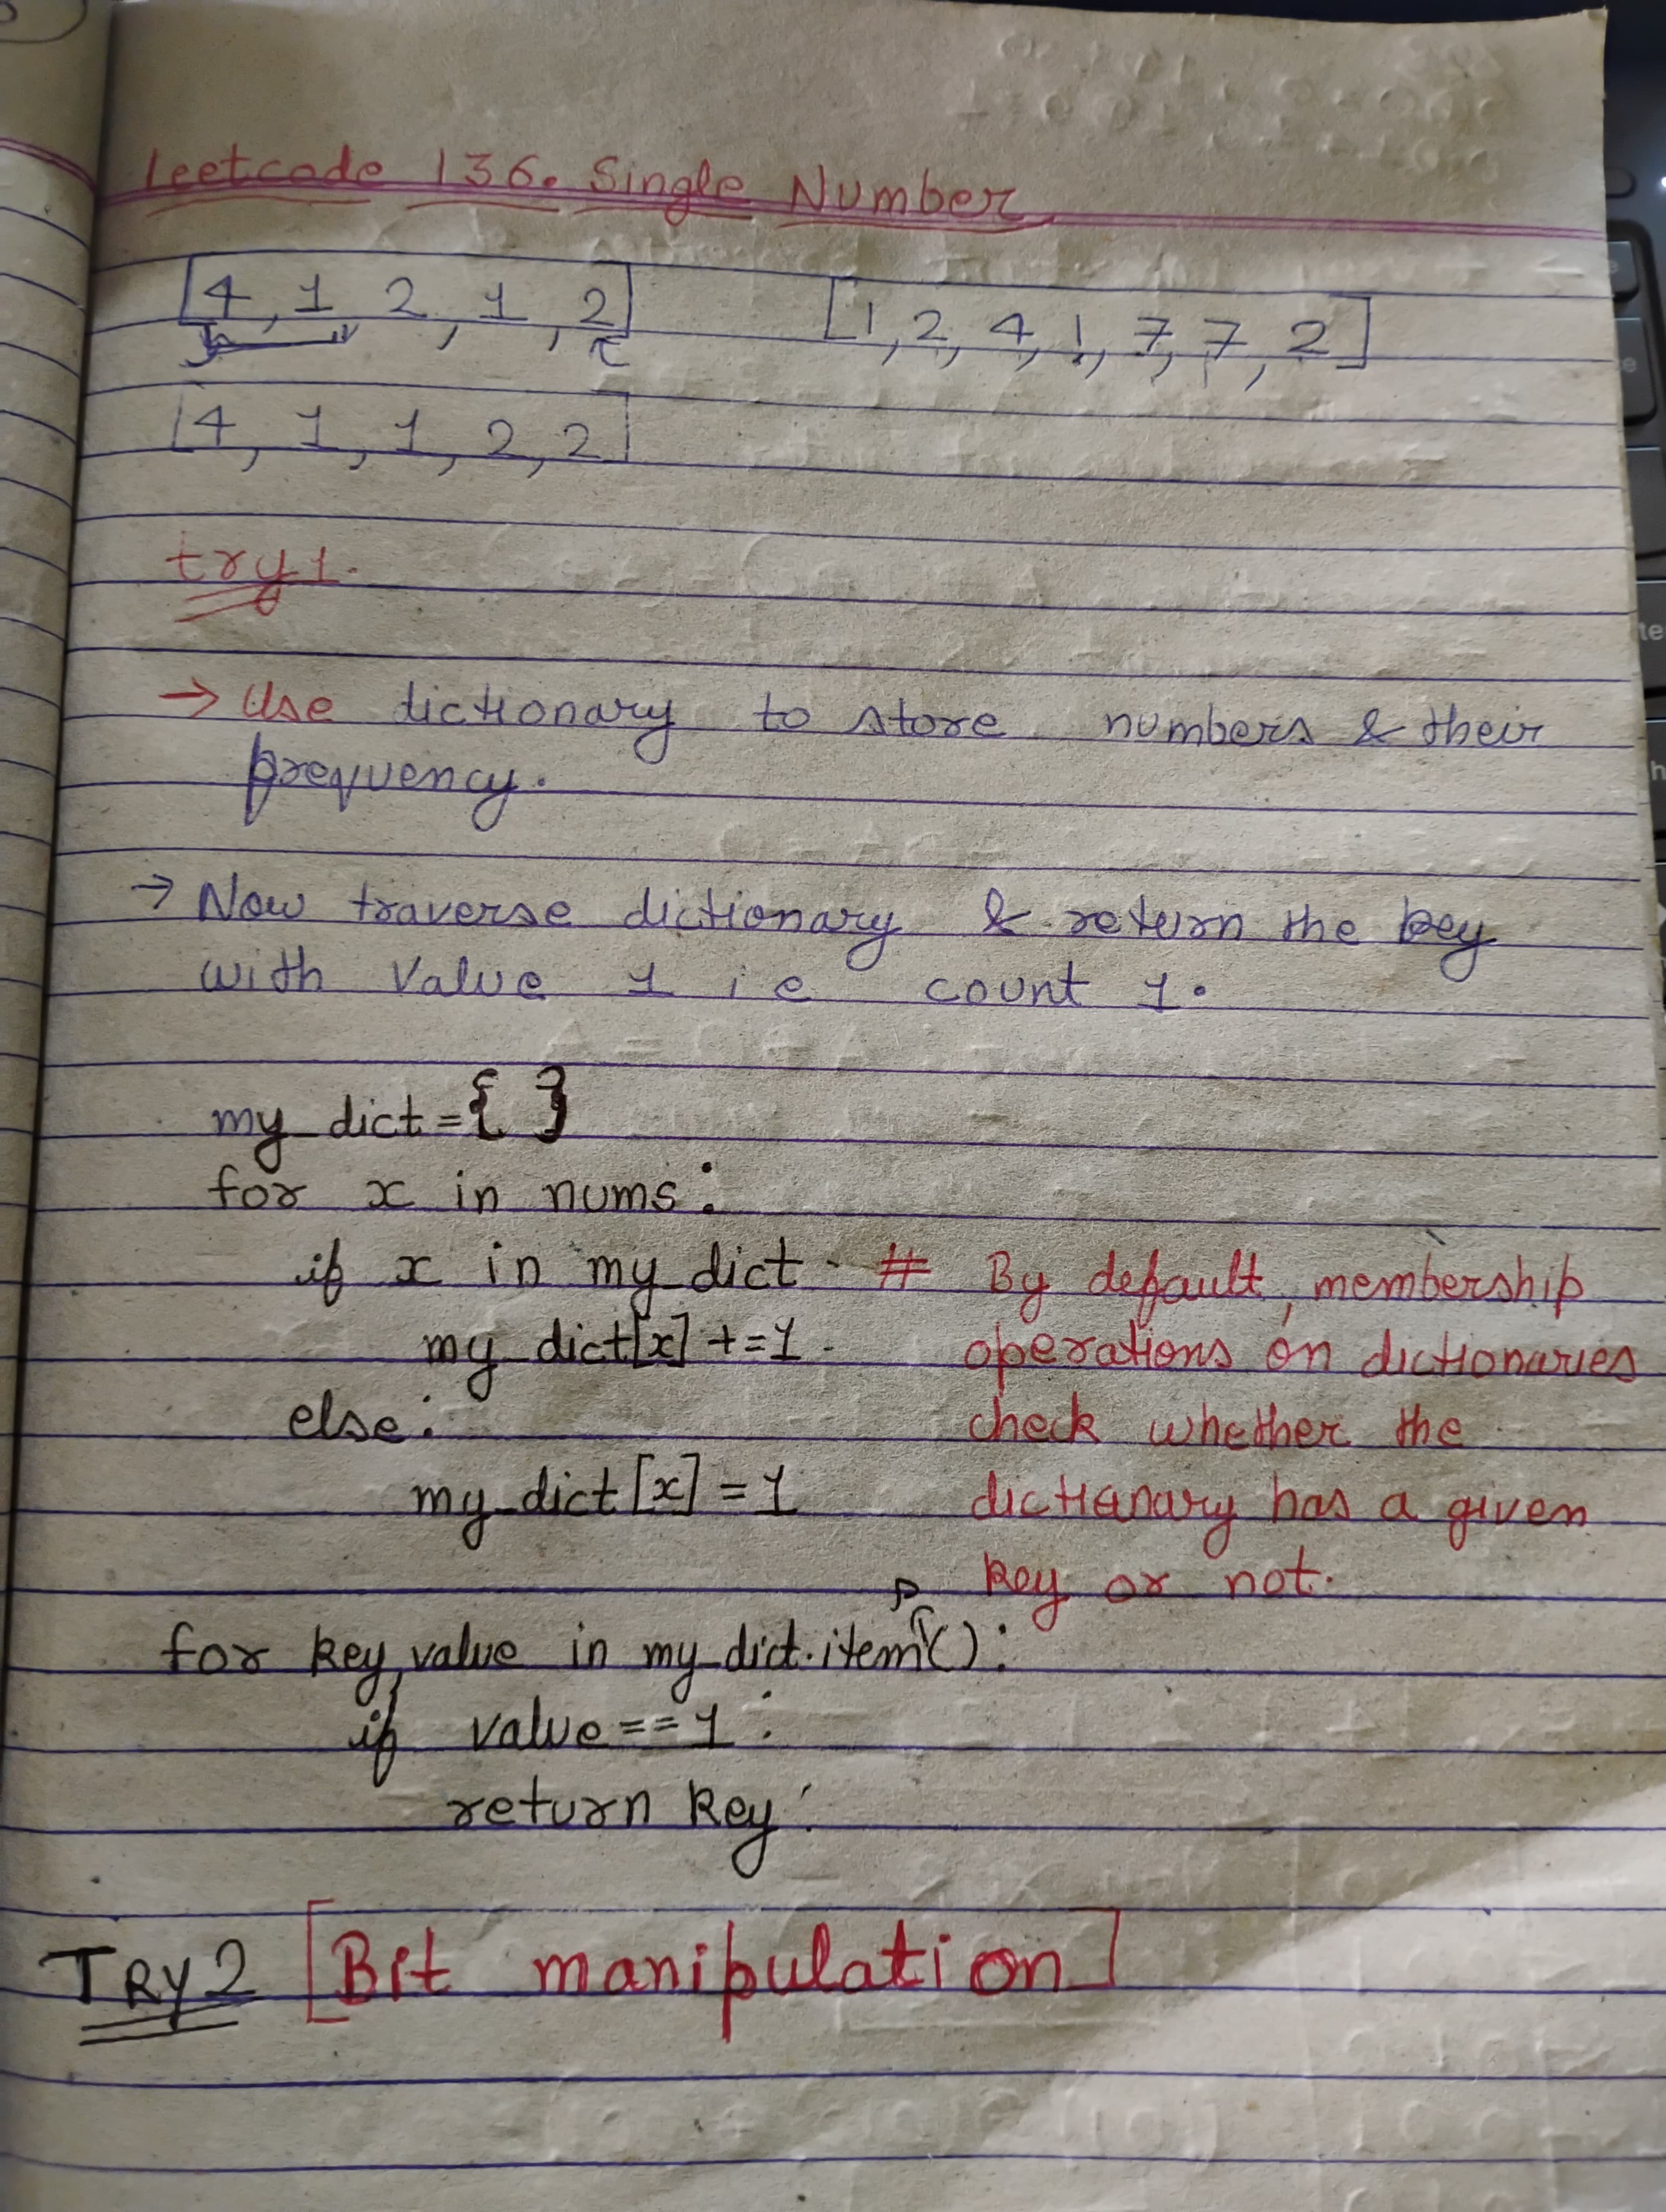 Leetcode 136. Single Number
[4, 1 2, 1, 2] [1, 2, 4, 1, 7, 7, 2]
[4, 1, 1, 2, 2]
try 1.
→ Use dictionary to store numbers & their
frequency.
→ Now traverse dictionary & return the key
with Value 1 i e count 1.
my_dict={ }
for x in nums:
if x in my_dict # By default, membership
my_dict[x] +=1 operations on dictionaries
else: check whether the
my_dict[x] = 1 dictionary has a given
key or not.
s
for key, value in my_dict.item():
if value==1:
return key
TRY 2 [Bit manipulation]